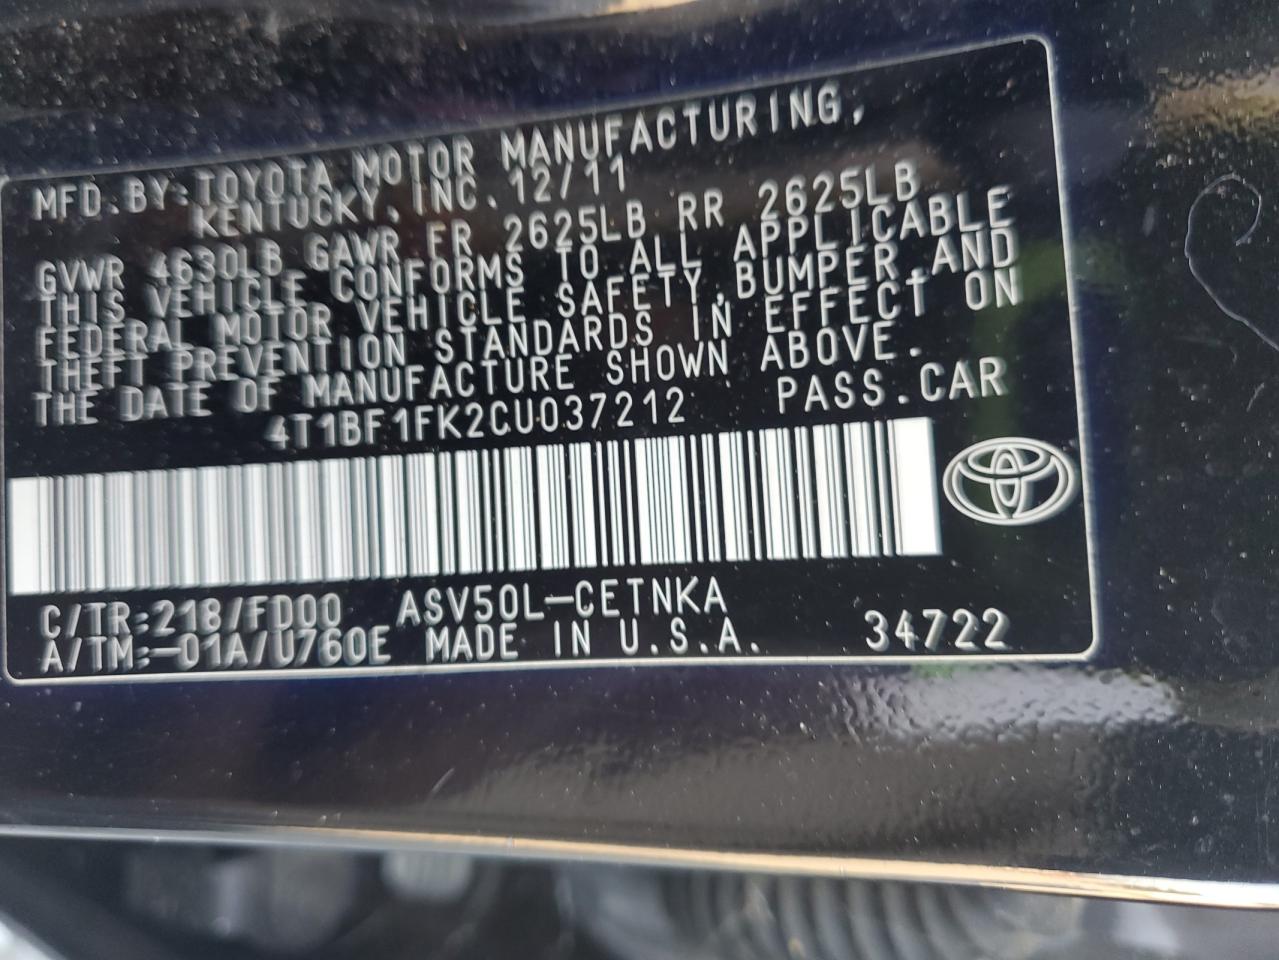 MFD.BY:TOYOTA MOTOR MANUFACTURING,
KENTUCKY, INC. 12/11
GVWR 4630LB GAWR FR 2625LB RR 2625LB
THIS VEHICLE CONFORMS TO ALL APPLICABLE
FEDERAL MOTOR VEHICLE SAFETY,BUMPER,AND
THEFT PREVENTION STANDARDS IN EFFECT ON
THE DATE OF MANUFACTURE SHOWN ABOVE.
4T1BF1FK2CU037212 PASS.CAR
C/TR:218/FD00 ASV50L-CETNKA
A/TM:-01A/U760E MADE IN U.S.A. 34722